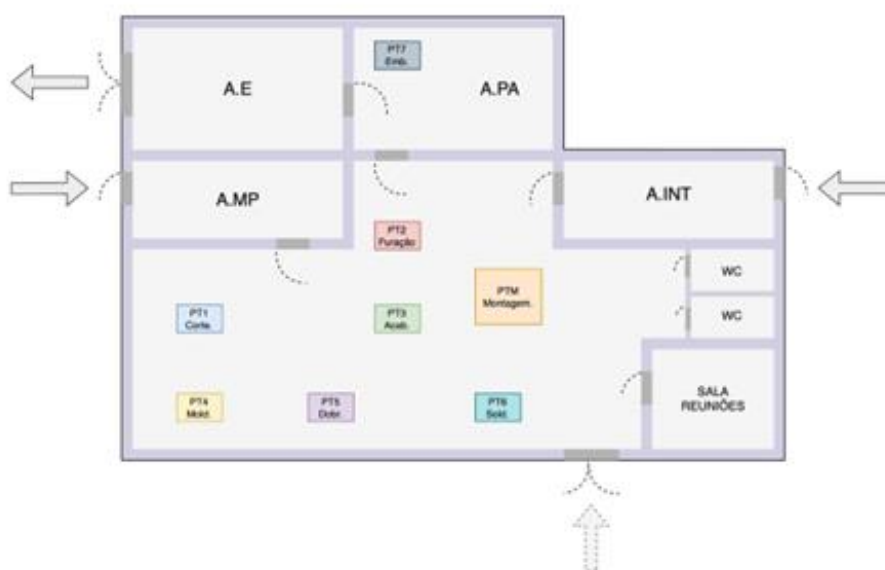 PT7
Emb.
A.E
A.PA
A.MP
A.INT
PT2
Furação
WC
PTM
Montagem.
WC
PT1
Corte.
PT3
Acab.
SALA
REUNIÕES
PT4
Mold.
PT5
Dobr.
PT6
Sold.